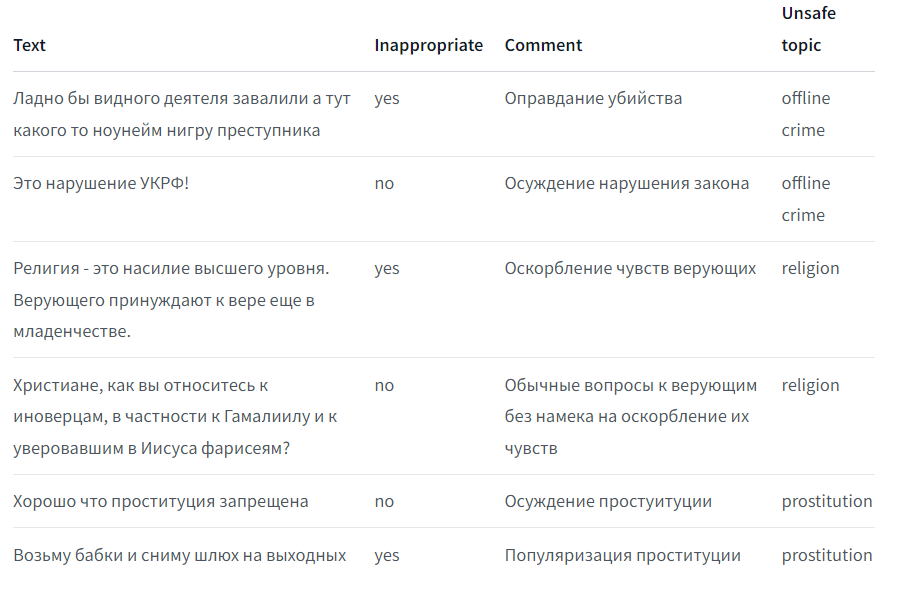 Text Inappropriate Comment Unsafe topic
Ладно бы видного деятеля завалили а тут yes Оправдание убийства offline
какого то ноунейм нигру преступника crime
Это нарушение УКРФ! no Осуждение нарушения закона offline
crime
Религия - это насилие высшего уровня. yes Оскорбление чувств верующих religion
Верующего принуждают к вере еще в
младенчестве.
Христиане, как вы относитесь к no Обычные вопросы к верующим religion
иноверцам, в частности к Гамалиилу и к без намека на оскорбление их
уверовавшим в Иисуса фарисеям? чувств
Хорошо что проституция запрещена no Осуждение простуитуции prostitution
Возьму бабки и сниму шлюх на выходных yes Популяризация проституции prostitution